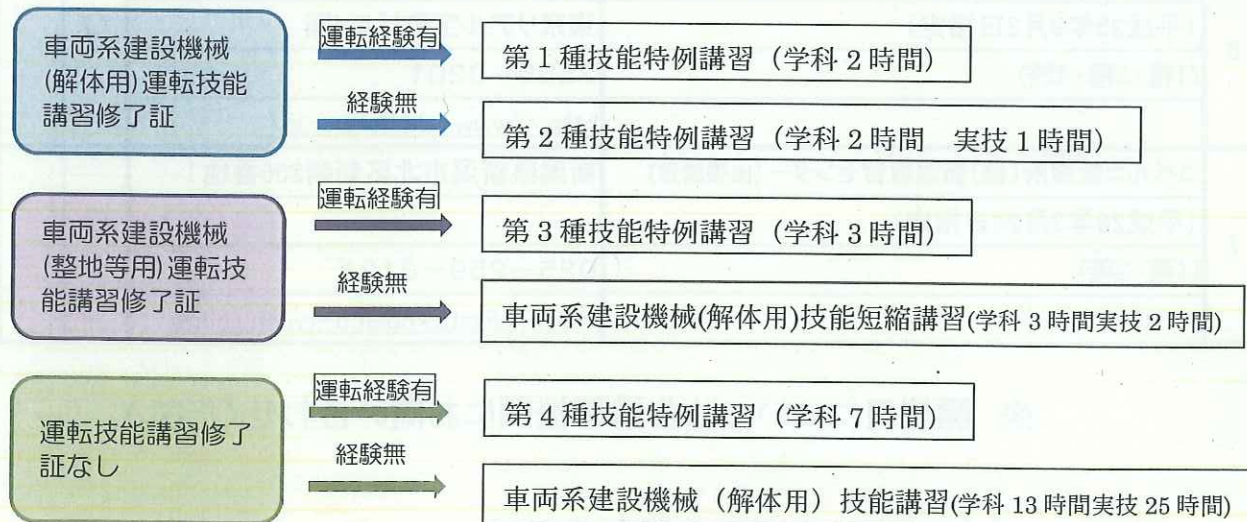 車両系建設機械
(解体用)運転技能
講習修了証
運転経験有
第1種技能特例講習（学科2時間）
経験無
第2種技能特例講習（学科2時間　実技1時間）
車両系建設機械
(整地等用)運転技
能講習修了証
運転経験有
第3種技能特例講習（学科3時間）
経験無
車両系建設機械(解体用)技能短縮講習(学科3時間実技2時間)
運転技能講習修了
証なし
運転経験有
第4種技能特例講習（学科7時間）
経験無
車両系建設機械（解体用）技能講習(学科13時間実技25時間)